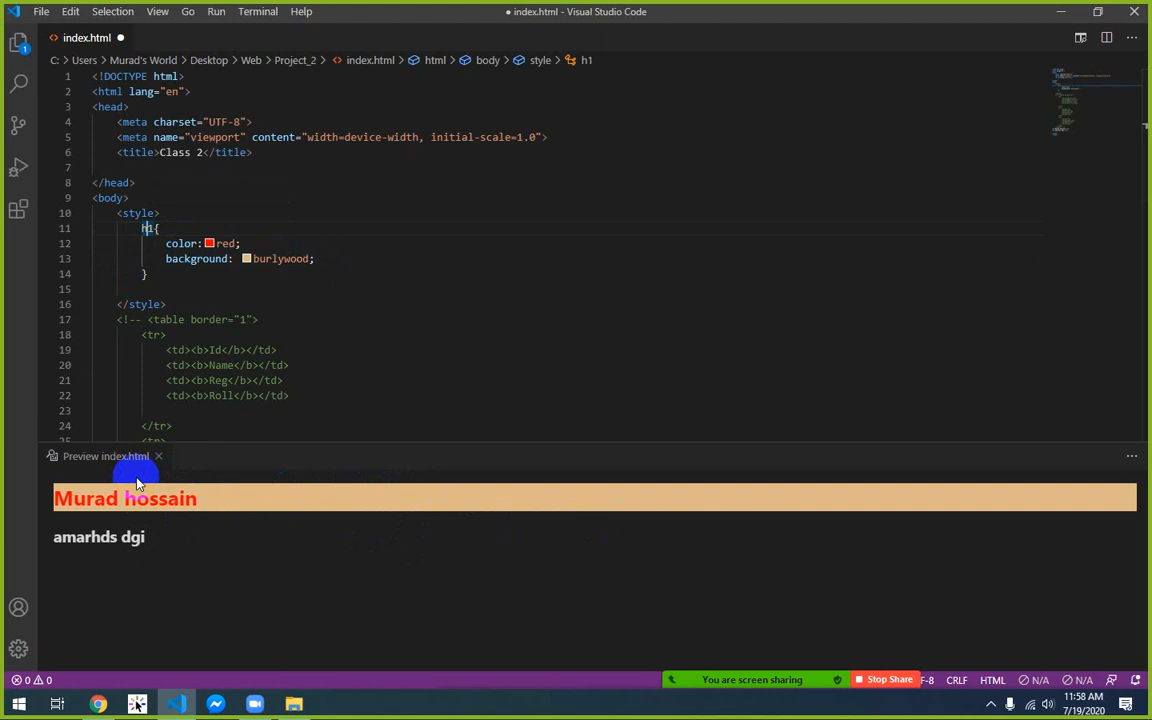 File Edit Selection View Go Run Terminal Help
● index.html - Visual Studio Code
index.html
C: > Users > Murad's World > Desktop > Web > Project_2 > index.html > html > body > style > h1
1 <!DOCTYPE html>
2 <html lang="en">
3 <head>
4 <meta charset="UTF-8">
5 <meta name="viewport" content="width=device-width, initial-scale=1.0">
6 <title>Class 2</title>
7
8 </head>
9 <body>
10 <style>
11 h1{
12 color: red;
13 background: burlywood;
14 }
15
16 </style>
17 <!-- <table border="1">
18 <tr>
19 <td><b>Id</b></td>
20 <td><b>Name</b></td>
21 <td><b>Reg</b></td>
22 <td><b>Roll</b></td>
23
24 </tr>
25 <tr>
Preview index.html
Murad hossain
amarhds dgi
0 0
You are screen sharing
Stop Share
F-8 CRLF HTML N/A N/A
1
11:58 AM
7/19/2020